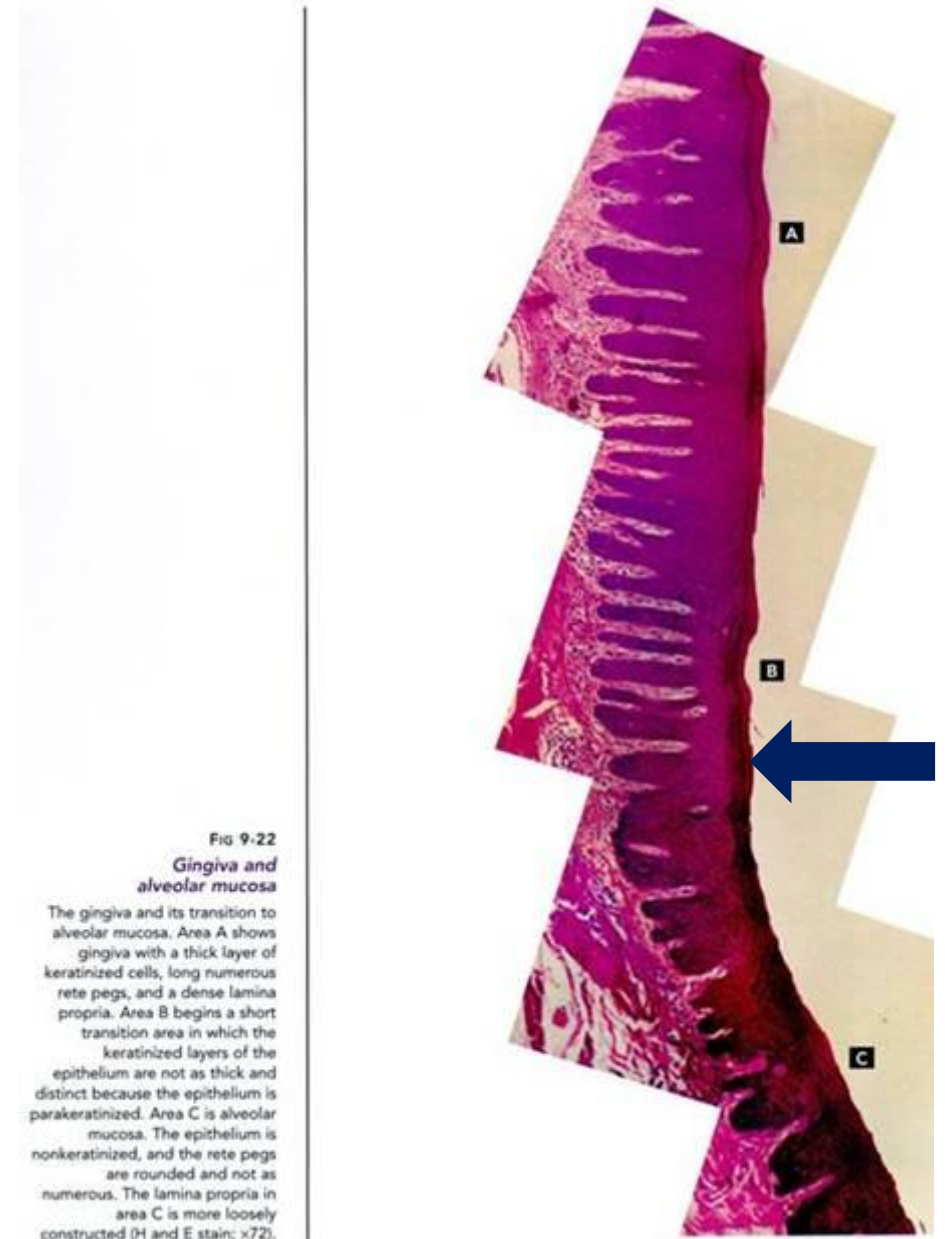 FIG 9-22
Gingiva and
alveolar mucosa
The gingiva and its transition to
alveolar mucosa. Area A shows
gingiva with a thick layer of
keratinized cells, long numerous
rete pegs, and a dense lamina
propria. Area B begins a short
transition area in which the
keratinized layers of the
epithelium are not as thick and
distinct because the epithelium is
parakeratinized. Area C is alveolar
mucosa. The epithelium is
nonkeratinized, and the rete pegs
are rounded and not as
numerous. The lamina propria in
area C is more loosely
constructed (H and E stain; ×72).
A
B
C